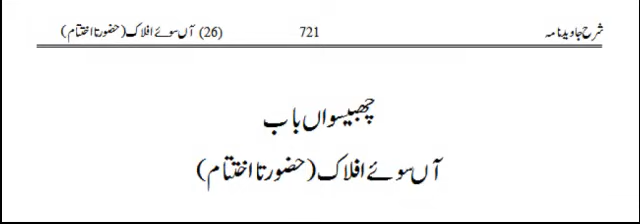 شرح جاوید نامہ 721 (26) آں سوئے افلاک (حضور تا اختتام)
چھبیسواں باب
آں سوئے افلاک (حضور تا اختتام)